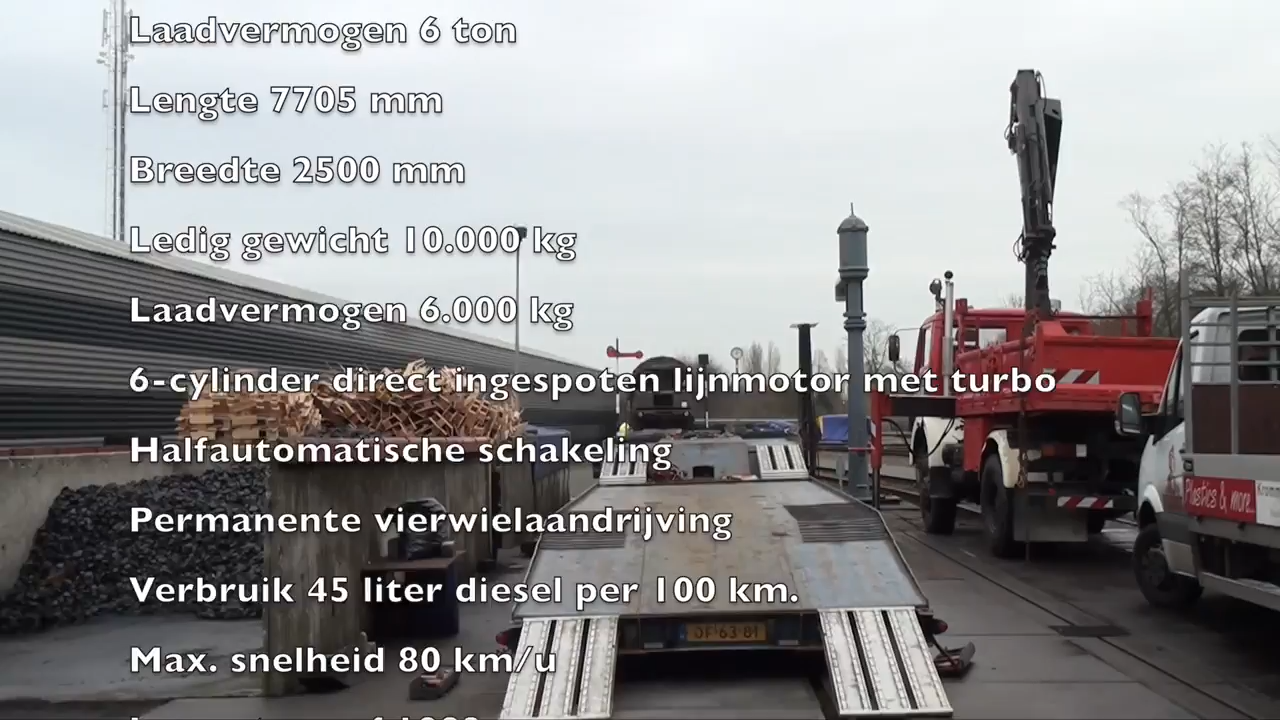 Laadvermogen 6 ton
Lengte 7705 mm
Breedte 2500 mm
Ledig gewicht 10.000 kg
Laadvermogen 6.000 kg
6-cylinder direct ingespoten lijnmotor met turbo
Halfautomatische schakeling
Permanente vierwielaandrijving
Verbruik 45 liter diesel per 100 km.
Max. snelheid 80 km/u
Plastics & more..
OF-63-BF